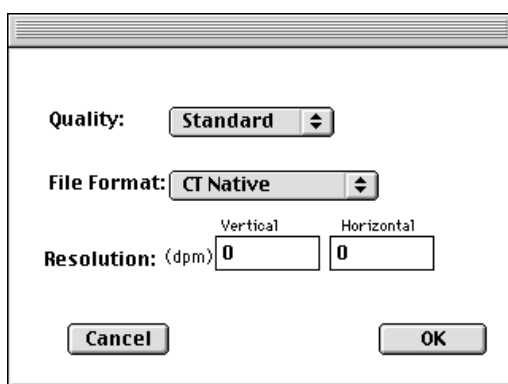 Quality: Standard
File Format: CT Native
Vertical Horizontal
Resolution: (dpm) 0 0
Cancel OK